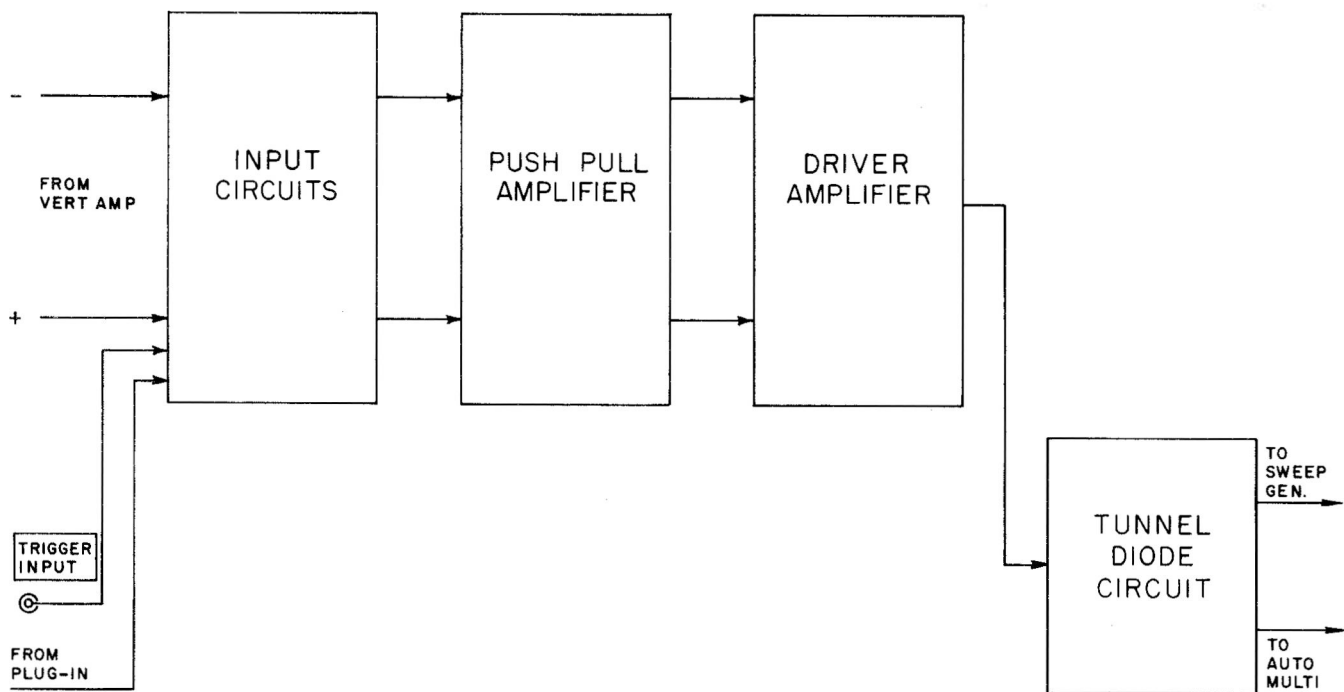 -
FROM
VERT AMP
+
INPUT
CIRCUITS
PUSH PULL
AMPLIFIER
DRIVER
AMPLIFIER
TRIGGER
INPUT
FROM
PLUG-IN
TUNNEL
DIODE
CIRCUIT
TO
SWEEP
GEN.
TO
AUTO
MULTI